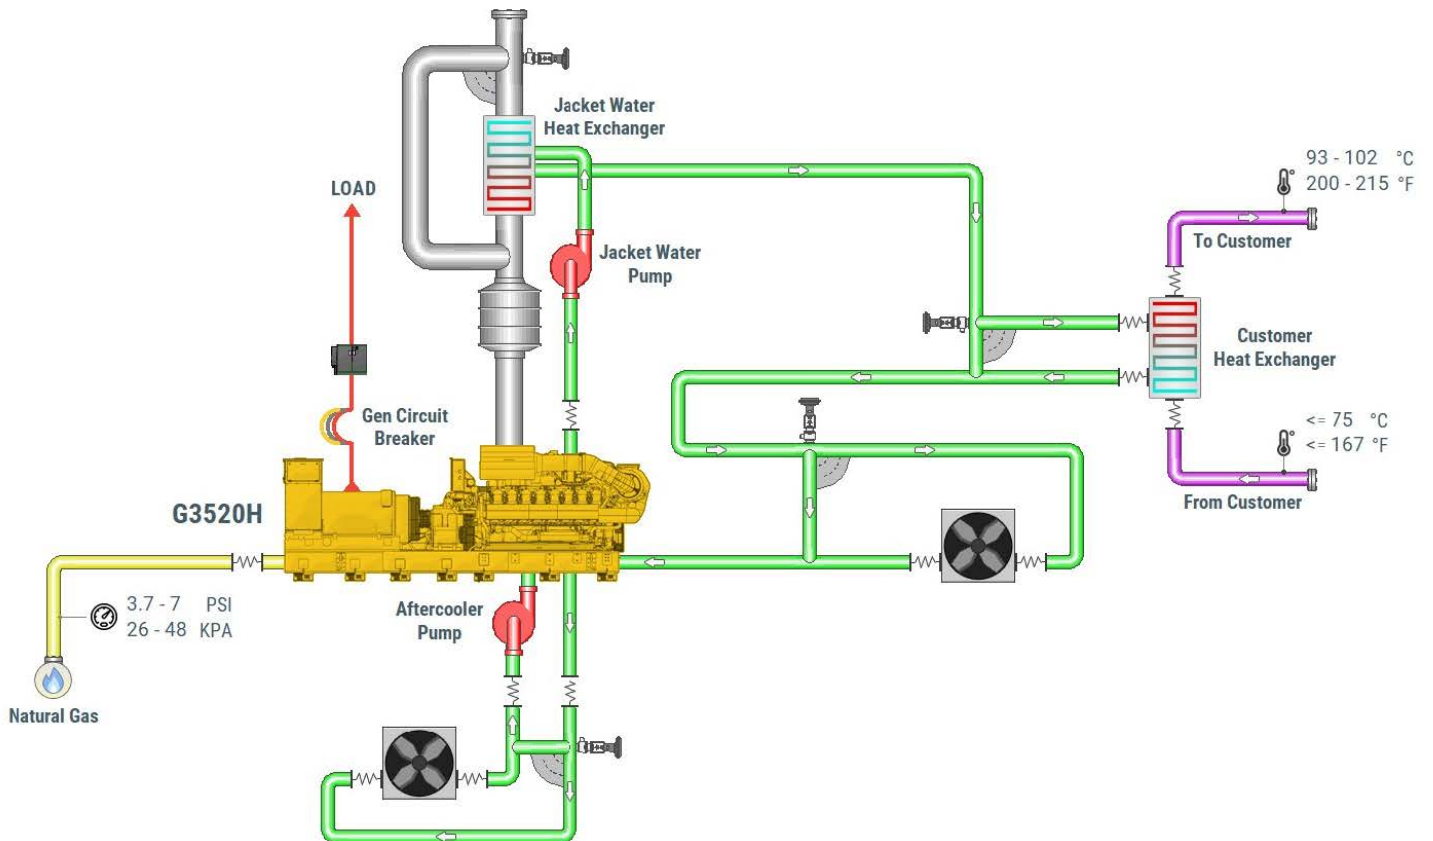 Jacket Water
Heat Exchanger
93 - 102 °C
200 - 215 °F
LOAD
To Customer
Jacket Water
Pump
Customer
Heat Exchanger
Gen Circuit
Breaker
<= 75 °C
<= 167 °F
From Customer
G3520H
3.7 - 7 PSI
26 - 48 KPA
Aftercooler
Pump
Natural Gas